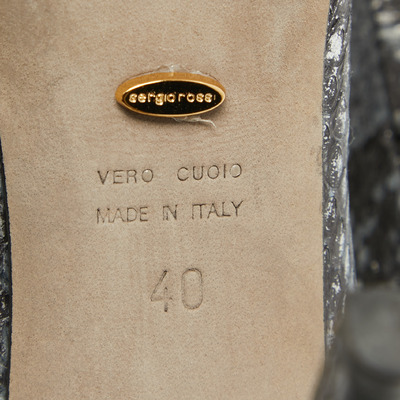 sergio rossi
VERO CUOIO
MADE IN ITALY
40